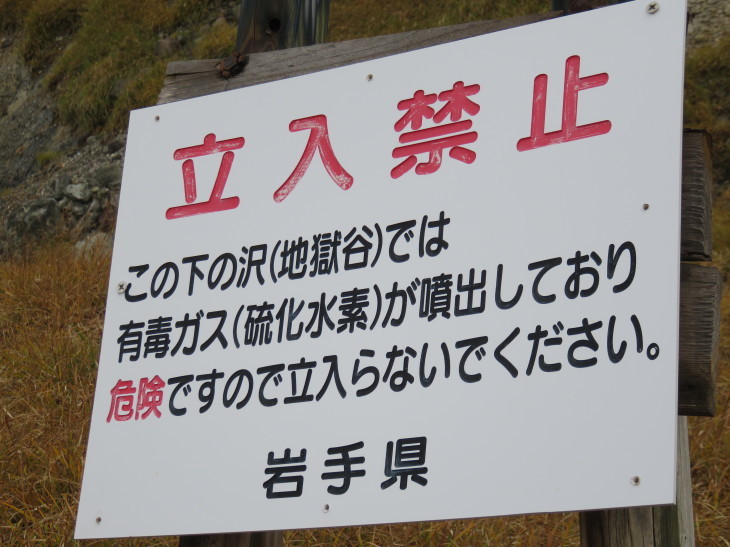 立入禁止
この下の沢(地獄谷)では
有毒ガス(硫化水素)が噴出しており
危険ですので立入らないでください。
岩手県